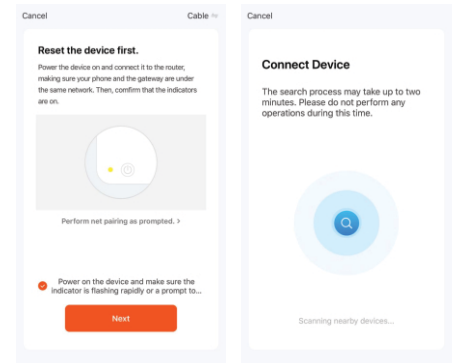 Cancel
Cable
Reset the device first.
Power the device on and connect it to the router,
making sure your phone and the gateway are under
the same network. Then, comfirm that the indicators
are on.
Perform net pairing as prompted. >
Power on the device and make sure the
indicator is flashing rapidly or a prompt to...
Next
Cancel
Connect Device
The search process may take up to two
minutes. Please do not perform any
operations during this time.
Scanning nearby devices...